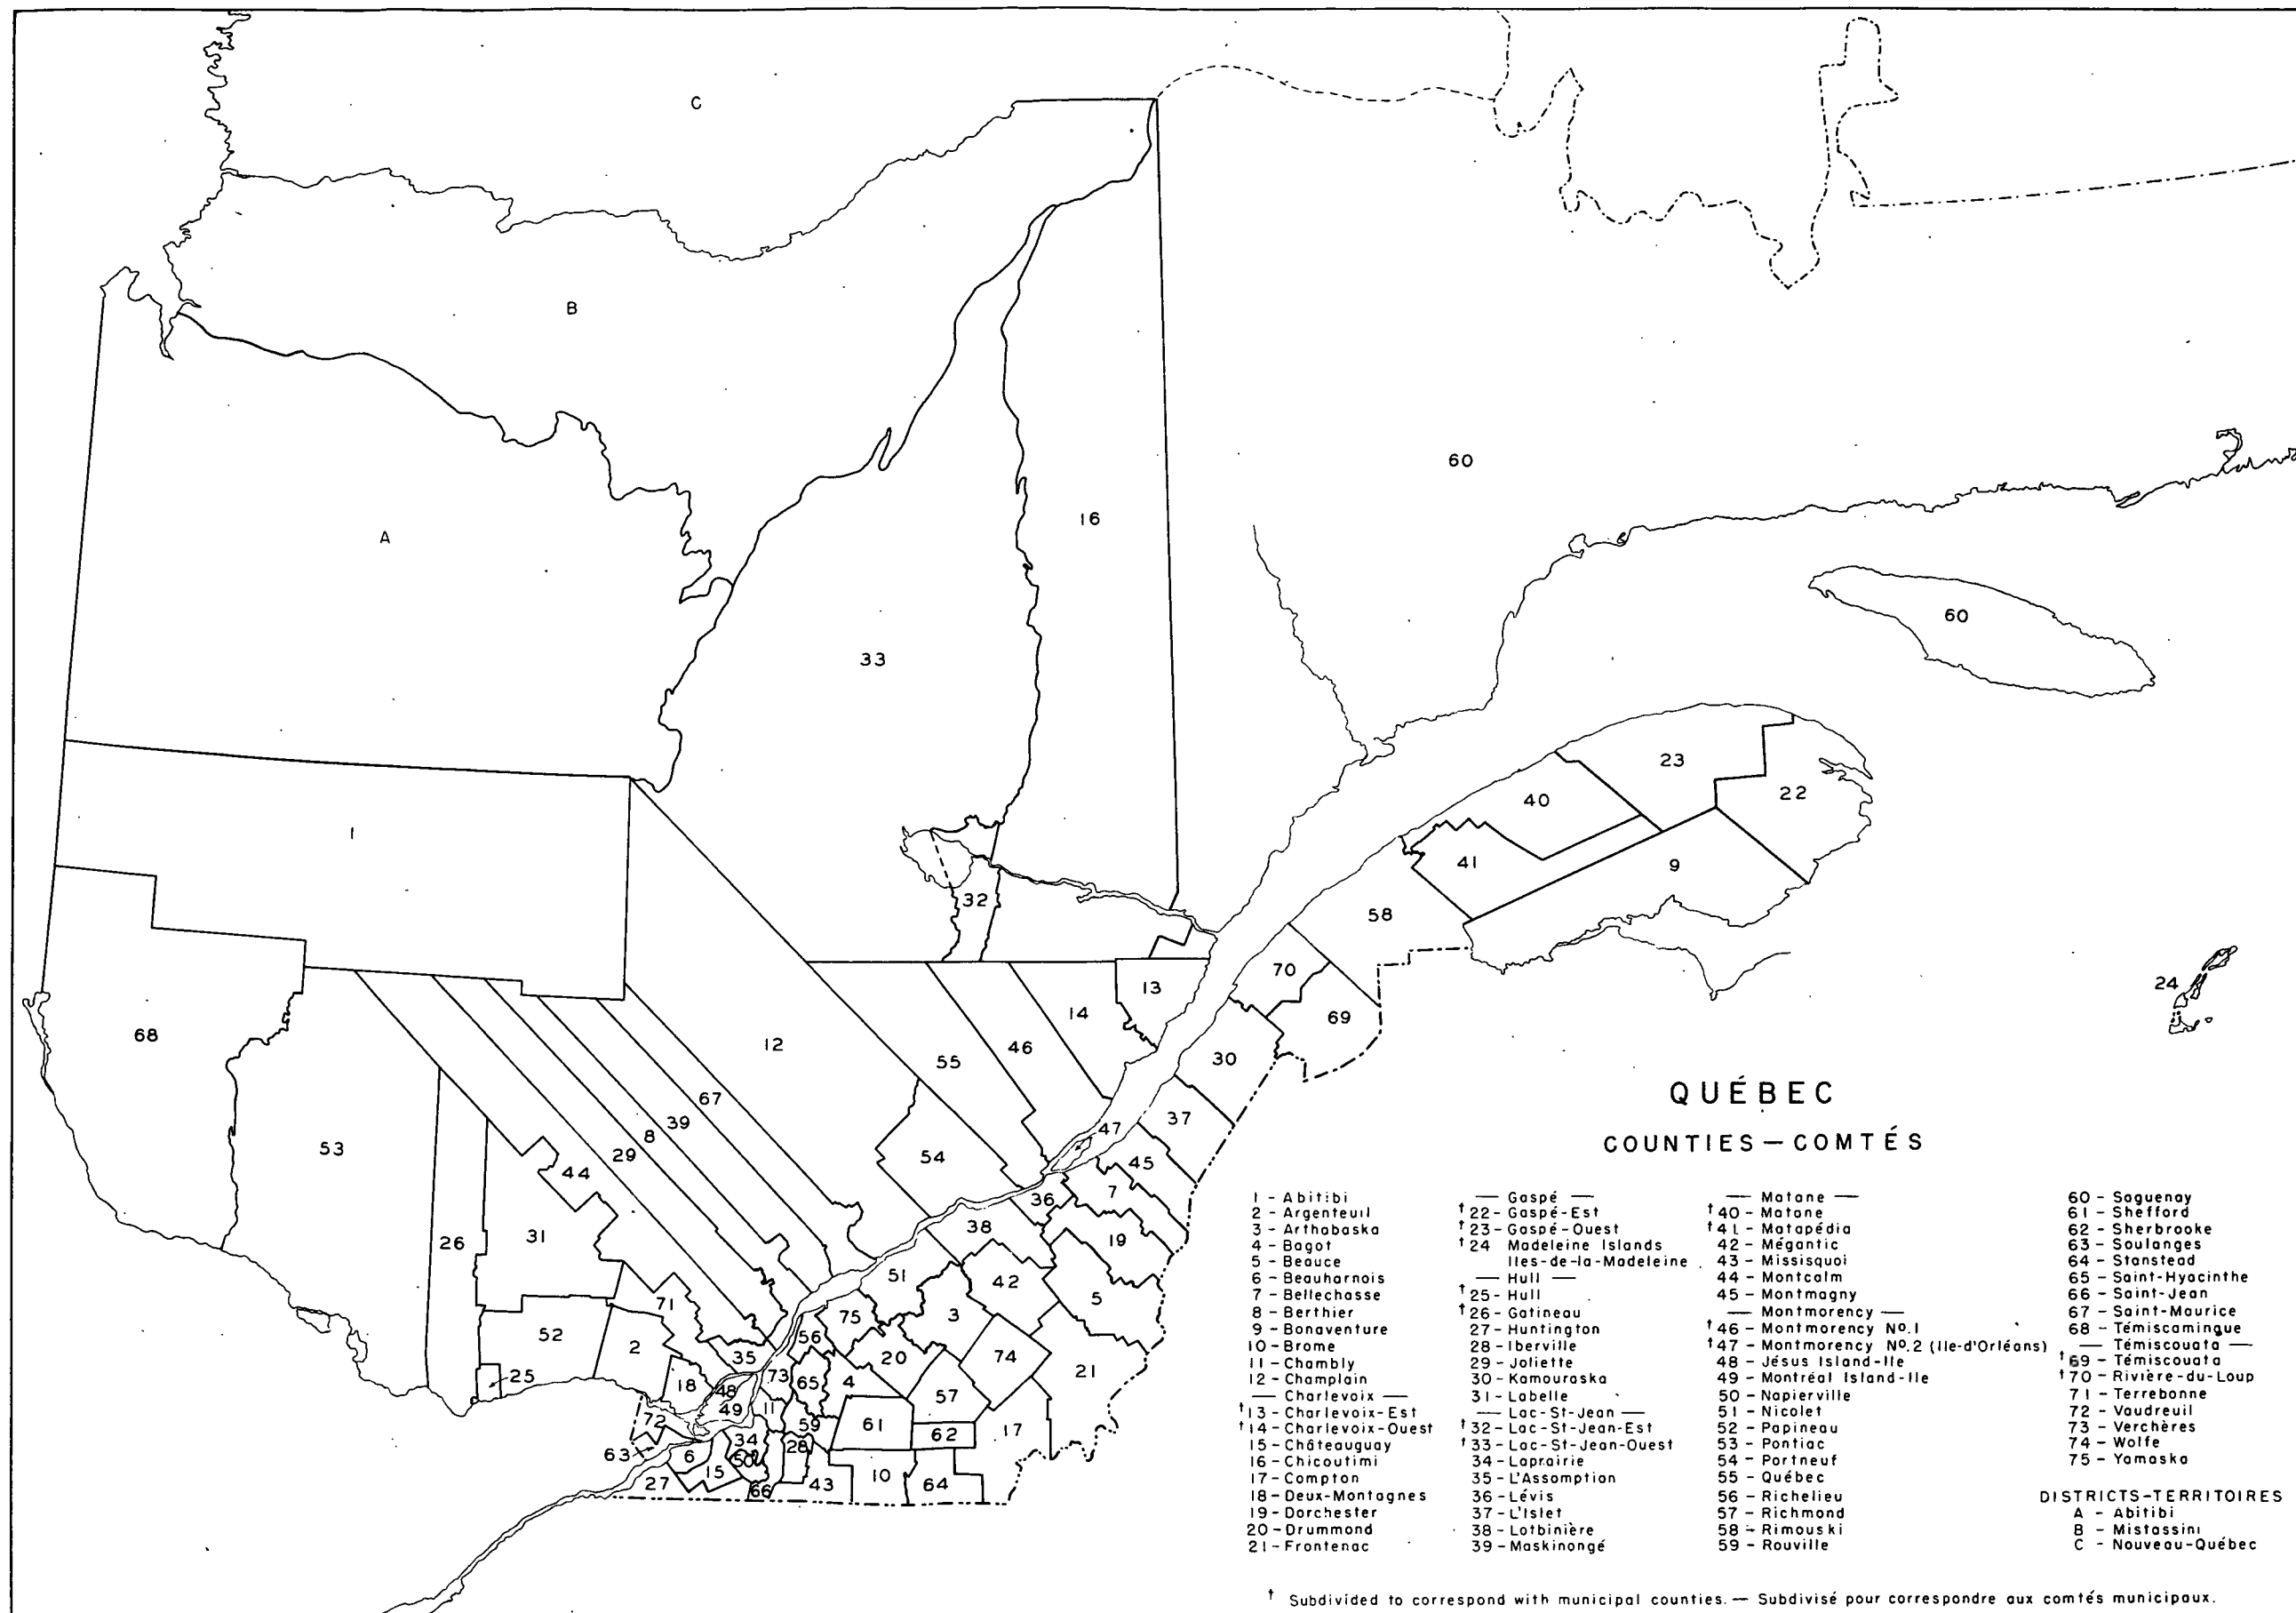 C
B
A
60
16
60
33
23
40
22
1
41
9
32
58
70
13
24
14
69
68
12
46
55
30
67
39
37
8
47
53
29
54
45
44
7
36
26
31
38
19
51
42
5
71
75
3
52
56
2
20
74
21
35
25
73
65
4
18
48
57
49
11
72
59
61
17
62
34
28
63
6
50
15
27
43
10
64
66
QUÉBEC
COUNTIES — COMTÉS
1 - Abitibi
2 - Argenteuil
3 - Arthabaska
4 - Bagot
5 - Beauce
6 - Beauharnois
7 - Bellechasse
8 - Berthier
9 - Bonaventure
10 - Brome
11 - Chambly
12 - Champlain
— Charlevoix —
†13 - Charlevoix-Est
†14 - Charlevoix-Ouest
15 - Châteauguay
16 - Chicoutimi
17 - Compton
18 - Deux-Montagnes
19 - Dorchester
20 - Drummond
21 - Frontenac
— Gaspé —
†22 - Gaspé-Est
†23 - Gaspé-Ouest
†24 Madeleine Islands
Iles-de-la-Madeleine
— Hull —
†25 - Hull
†26 - Gatineau
27 - Huntington
28 - Iberville
29 - Joliette
30 - Kamouraska
31 - Labelle
— Lac-St-Jean —
†32 - Lac-St-Jean-Est
†33 - Lac-St-Jean-Ouest
34 - Laprairie
35 - L'Assomption
36 - Lévis
37 - L'Islet
38 - Lotbinière
39 - Maskinongé
— Matane —
†40 - Matane
†41 - Matapédia
42 - Mégantic
43 - Missisquoi
44 - Montcalm
45 - Montmagny
— Montmorency —
†46 - Montmorency Nº.1
†47 - Montmorency Nº.2 (Ile-d'Orléans)
48 - Jésus Island-Ile
49 - Montréal Island-Ile
50 - Napierville
51 - Nicolet
52 - Papineau
53 - Pontiac
54 - Portneuf
55 - Québec
56 - Richelieu
57 - Richmond
58 - Rimouski
59 - Rouville
60 - Saguenay
61 - Shefford
62 - Sherbrooke
63 - Soulanges
64 - Stanstead
65 - Saint-Hyacinthe
66 - Saint-Jean
67 - Saint-Maurice
68 - Témiscamingue
— Témiscouata —
†69 - Témiscouata
†70 - Rivière-du-Loup
71 - Terrebonne
72 - Vaudreuil
73 - Verchères
74 - Wolfe
75 - Yamaska
DISTRICTS-TERRITOIRES
A - Abitibi
B - Mistassini
C - Nouveau-Québec
† Subdivided to correspond with municipal counties. — Subdivisé pour correspondre aux comtés municipaux.